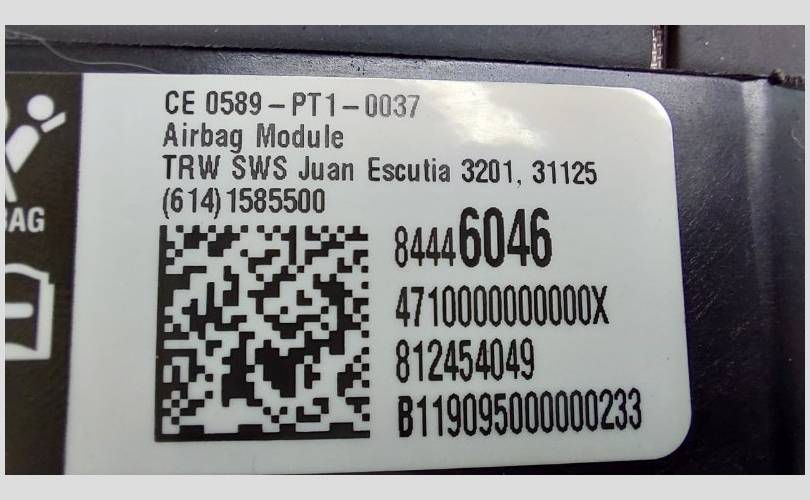 CE 0589-PT1-0037
Airbag Module
TRW SWS Juan Escutia 3201, 31125
(614)1585500
BAG
84446046
4710000000000X
812454049
B119095000000233